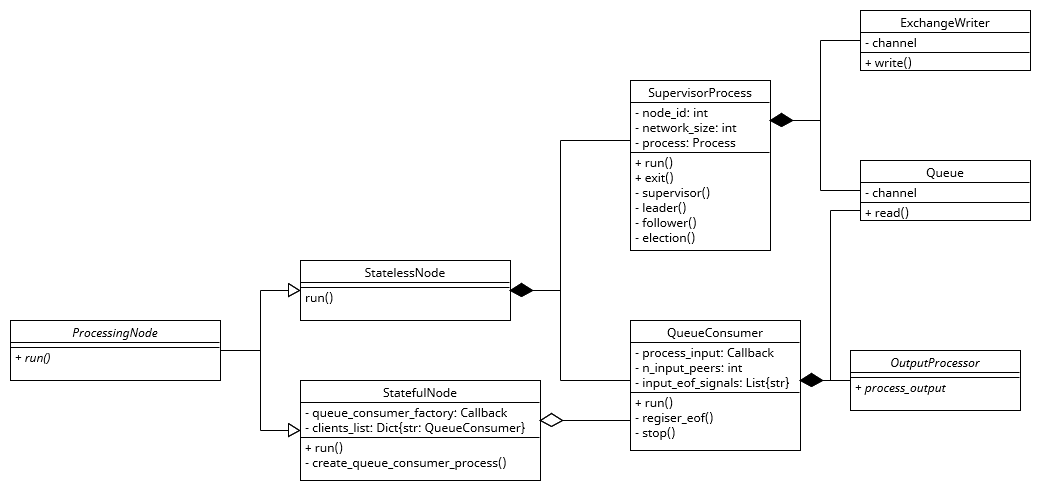 ExchangeWriter
- channel
+ write()
SupervisorProcess
- node_id: int
- network_size: int
- process: Process
+ run()
+ exit()
- supervisor()
- leader()
- follower()
- election()
Queue
- channel
+ read()
StatelessNode
run()
ProcessingNode
+ run()
QueueConsumer
- process_input: Callback
- n_input_peers: int
- input_eof_signals: List{str}
+ run()
- regiser_eof()
- stop()
OutputProcessor
+ process_output
StatefulNode
- queue_consumer_factory: Callback
- clients_list: Dict{str: QueueConsumer}
+ run()
- create_queue_consumer_process()